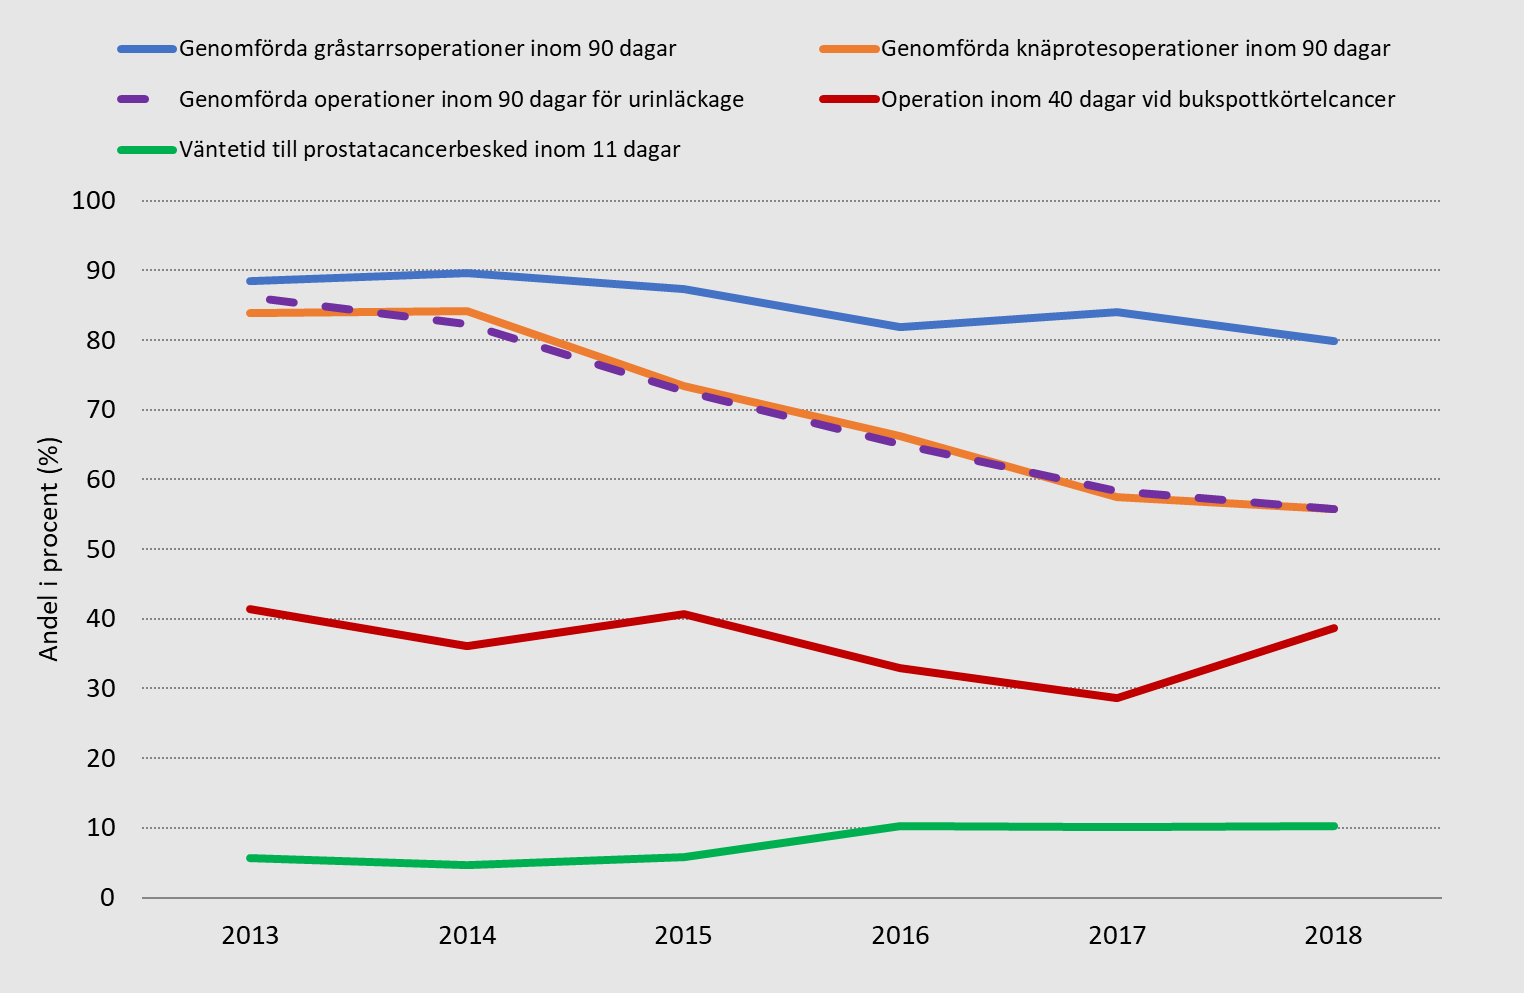 Genomförda gråstarrsoperationer inom 90 dagar
Genomförda knäprotesoperationer inom 90 dagar
Genomförda operationer inom 90 dagar för urinläckage
Operation inom 40 dagar vid bukspottkörtelcancer
Väntetid till prostatacancerbesked inom 11 dagar
Andel i procent (%)
100
90
80
70
60
50
40
30
20
10
0
2013 2014 2015 2016 2017 2018